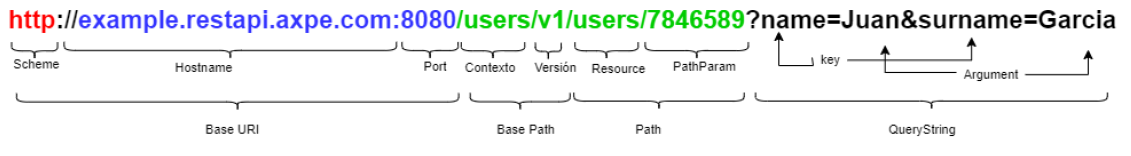 http://example.restapi.axpe.com:8080/users/v1/users/7846589?name=Juan&surname=Garcia
Scheme Hostname Port Contexto Versión Resource PathParam key Argument
Base URI Base Path Path QueryString